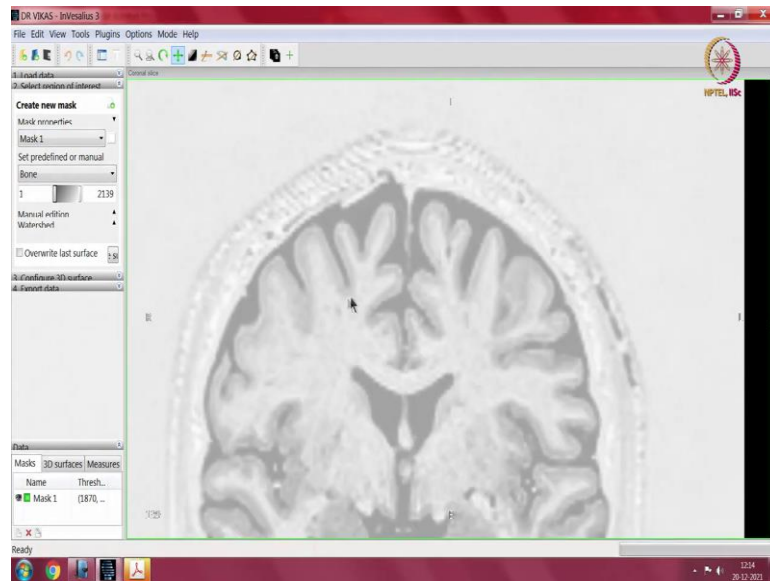 DR VIKAS - InVesalius 3
File Edit View Tools Plugins Options Mode Help
1. Load data
Coronal slice
2. Select region of interest
NPTEL, IISc
Create new mask
Mask properties
Mask 1
Set predefined or manual
Bone
1 2139
Manual edition
Watershed
Overwrite last surface
3. Configure 3D surface
4. Export data
Data
Masks 3D surfaces Measures
Name Thresh..
Mask 1 (1870, ...
Ready
12:14
20-12-2021